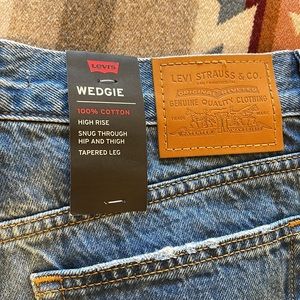 Levi's
WEDGIE
100% COTTON
HIGH RISE
SNUG THROUGH
HIP AND THIGH
TAPERED LEG
LEVI STRAUSS & CO.
ORIGINAL RIVETED
QUALITY CLOTHING